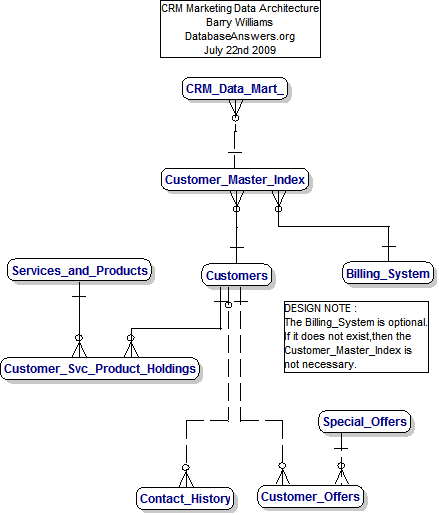 CRM Marketing Data Architecture
Barry Williams
DatabaseAnswers.org
July 22nd 2009
CRM_Data_Mart_
Customer_Master_Index
Services_and_Products
Customers
Billing_System
DESIGN NOTE :
The Billing_System is optional.
If it does not exist,then the
Customer_Master_Index is
not necessary.
Customer_Svc_Product_Holdings
Special_Offers
Contact_History
Customer_Offers